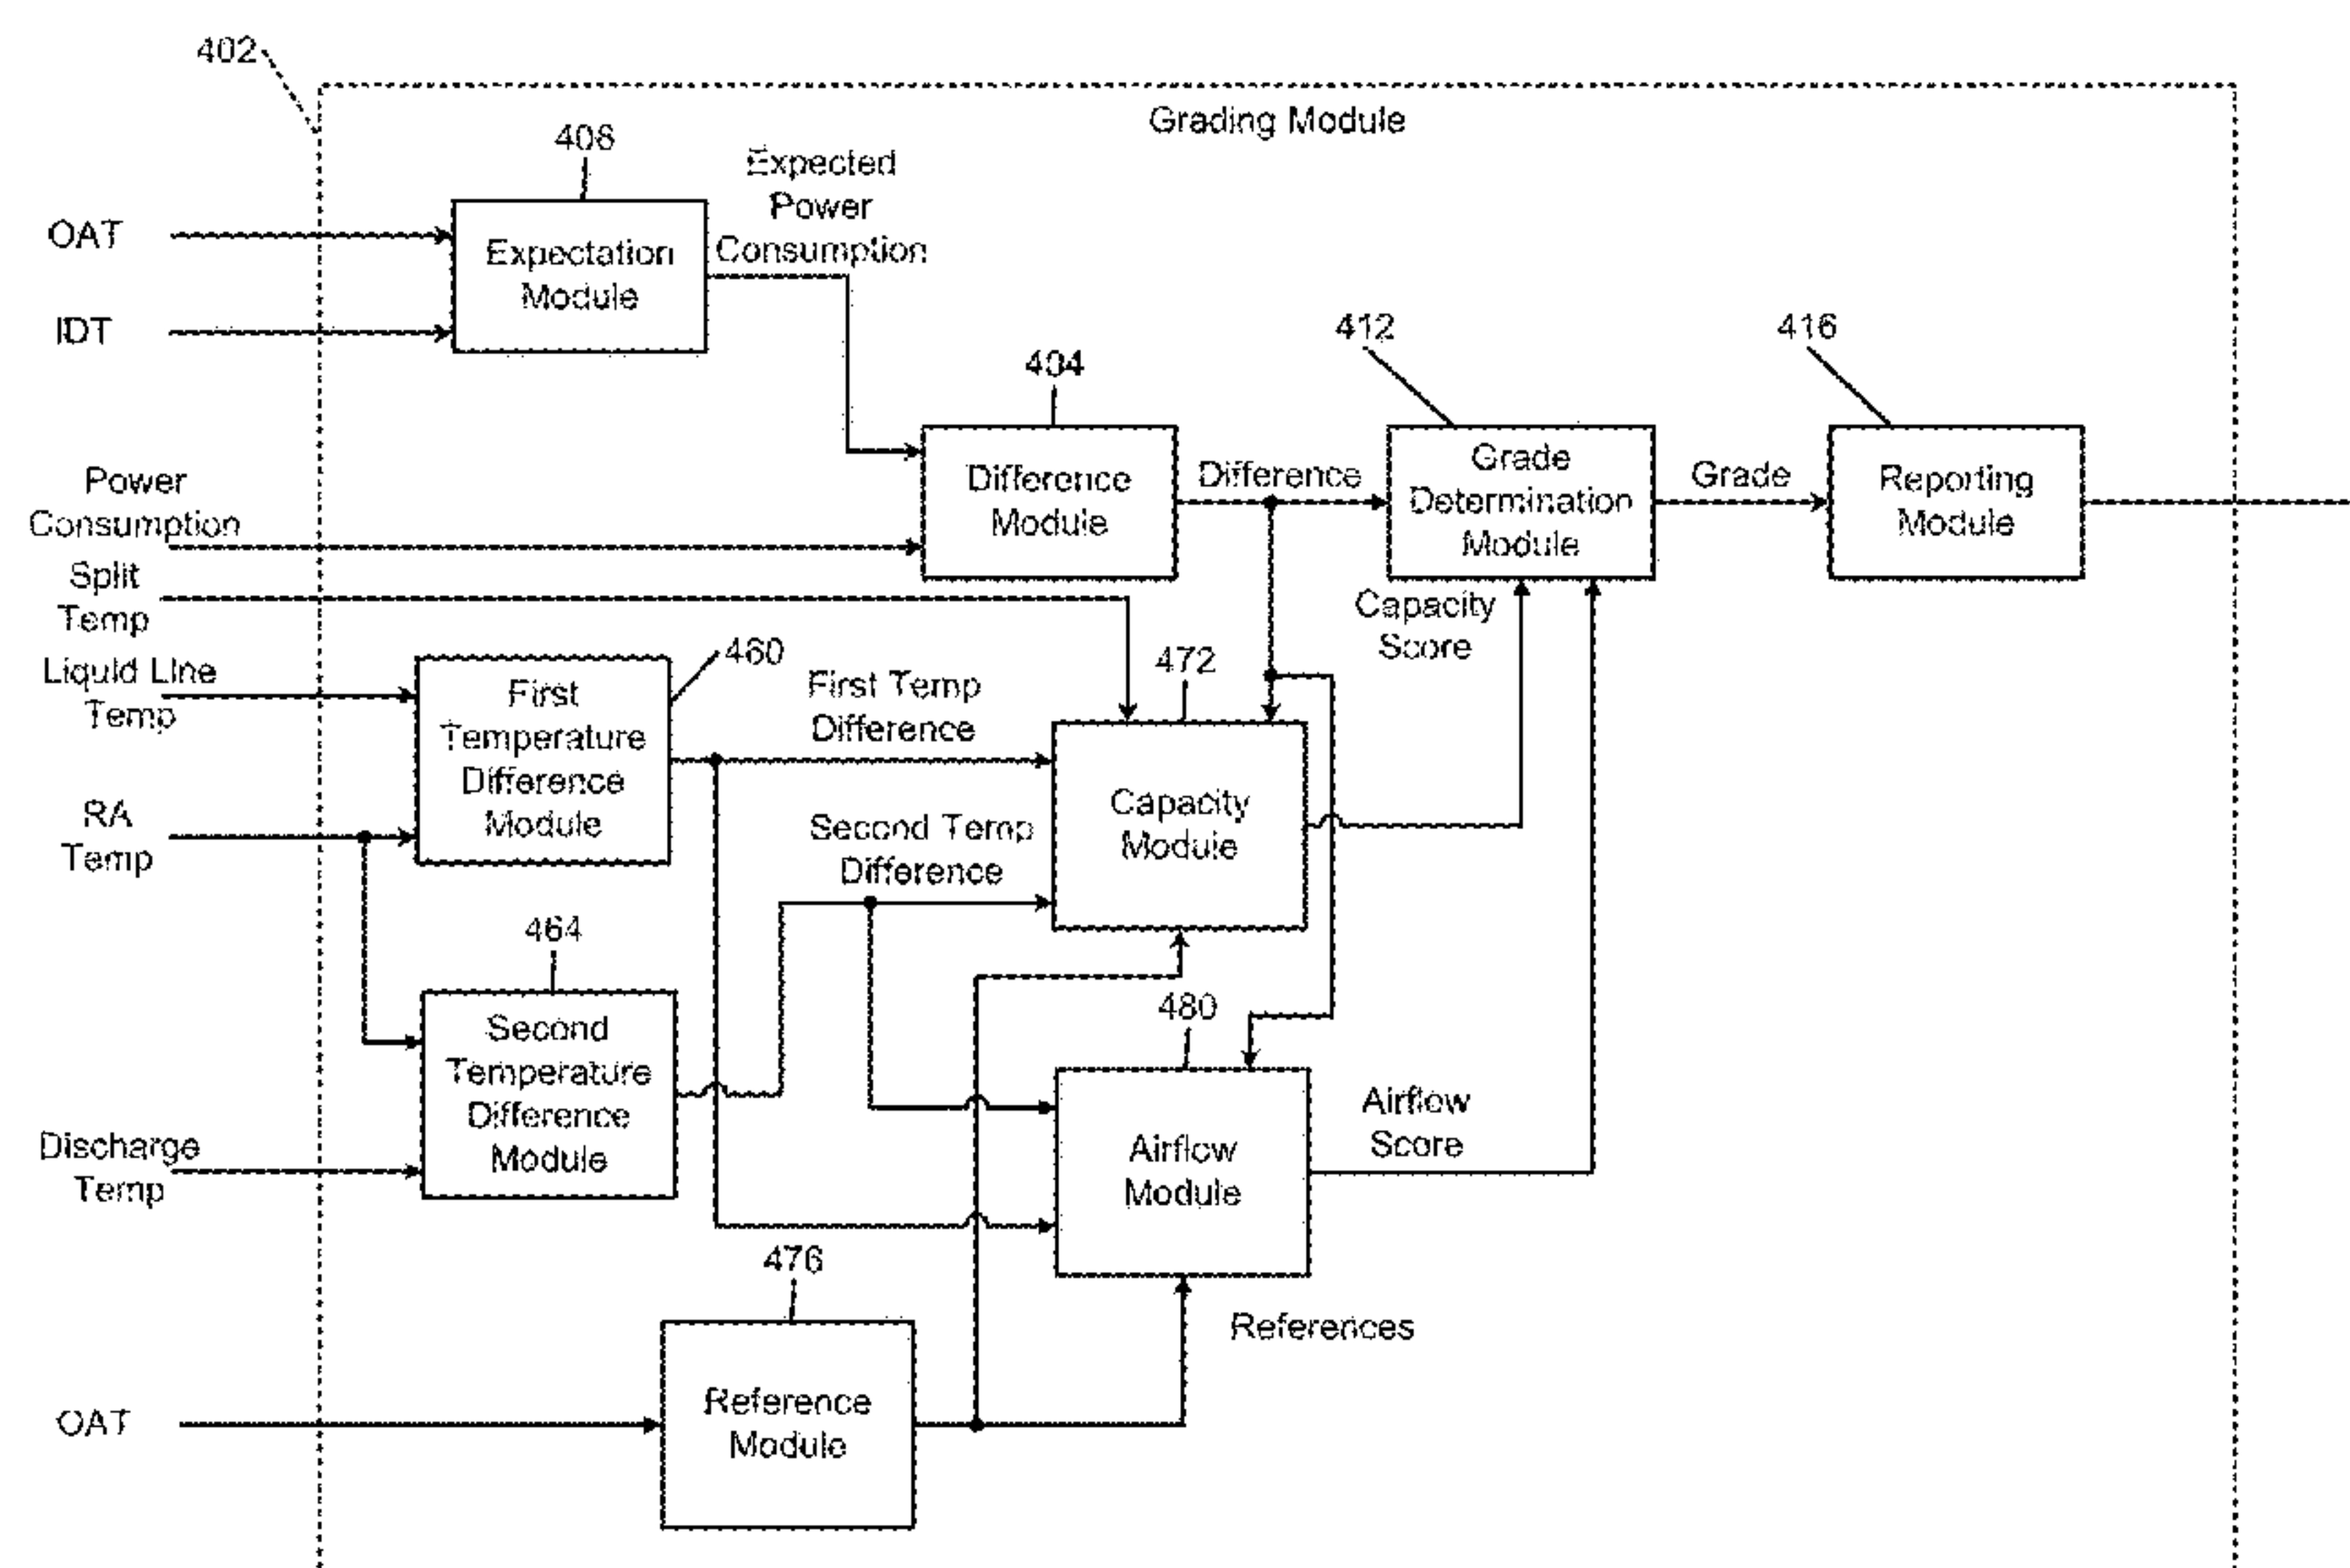 402
Grading Module
408
Expected
Power
Consumption
OAT
IDT
Expectation
Module
404
412
416
Power
Consumption
Difference
Module
Difference
Grade
Determination
Module
Grade
Reporting
Module
Split
Temp
Capacity
Score
Liquid Line
Temp
460
First
Temperature
Difference
Module
First Temp
Difference
472
RA
Temp
Second Temp
Difference
Capacity
Module
464
Second
Temperature
Difference
Module
480
Discharge
Temp
Airflow
Module
Airflow
Score
476
References
OAT
Reference
Module